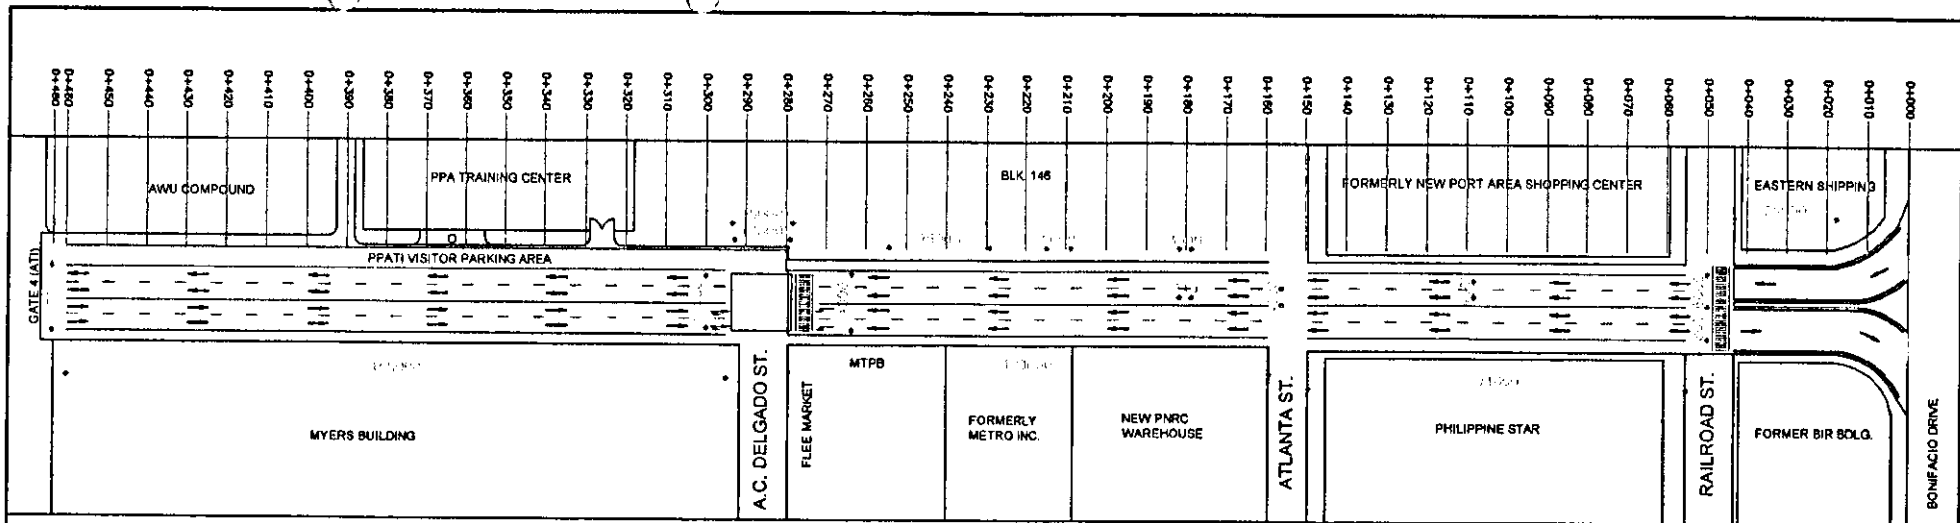 0+480
0+480
0+450
0+440
0+430
0+420
0+410
0+400
0+390
0+380
0+370
0+360
0+350
0+340
0+330
0+320
0+310
0+300
0+290
0+280
0+270
0+260
0+250
0+240
0+230
0+220
0+210
0+200
0+190
0+180
0+170
0+160
0+150
0+140
0+130
0+120
0+110
0+100
0+090
0+080
0+070
0+060
0+050
0+040
0+030
0+020
0+010
0+000
AWU COMPOUND
PPA TRAINING CENTER
BLK 146
FORMERLY NEW PORT AREA SHOPPING CENTER
EASTERN SHIPPING
GATE 4 (ATI)
PPATI VISITOR PARKING AREA
MYERS BUILDING
A.C. DELGADO ST.
FLEE MARKET
MTPB
FORMERLY
METRO INC.
NEW PNRC
WAREHOUSE
ATLANTA ST.
PHILIPPINE STAR
RAILROAD ST.
FORMER BIR BDLG.
BONIFACIO DRIVE